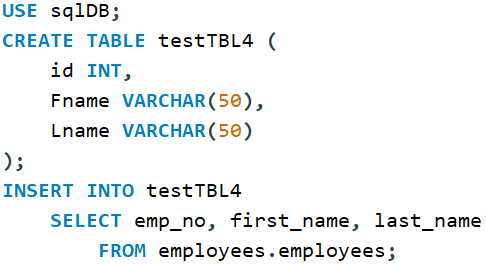 USE sqlDB;
CREATE TABLE testTBL4 (
    id INT,
    Fname VARCHAR(50),
    Lname VARCHAR(50)
);
INSERT INTO testTBL4
    SELECT emp_no, first_name, last_name
        FROM employees.employees;